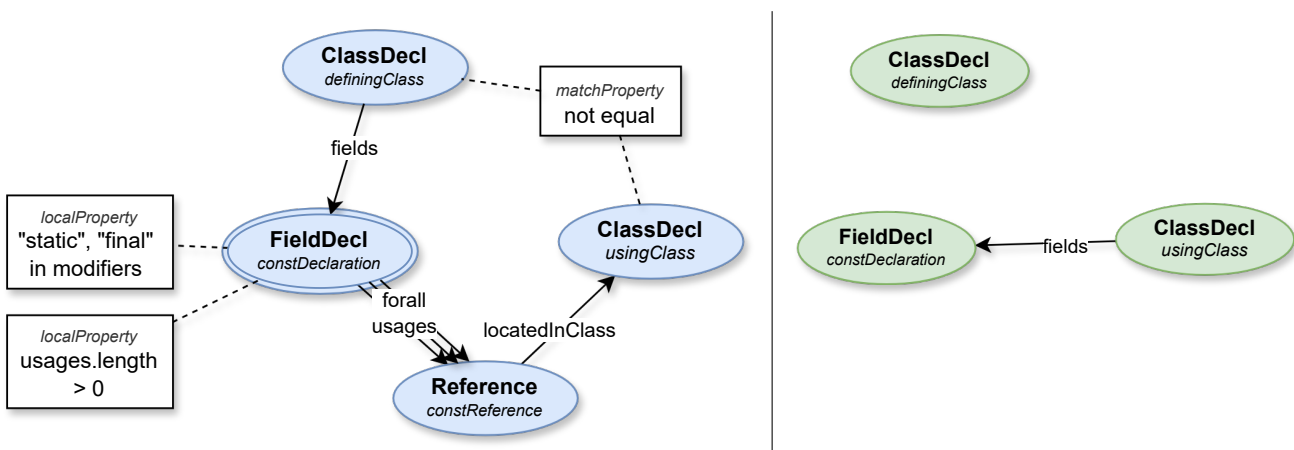 ClassDecl
definingClass
matchProperty
not equal
fields
localProperty
"static", "final"
in modifiers
FieldDecl
constDeclaration
ClassDecl
usingClass
localProperty
usages.length
> 0
forall
usages
locatedInClass
Reference
constReference
ClassDecl
definingClass
FieldDecl
constDeclaration
fields
ClassDecl
usingClass